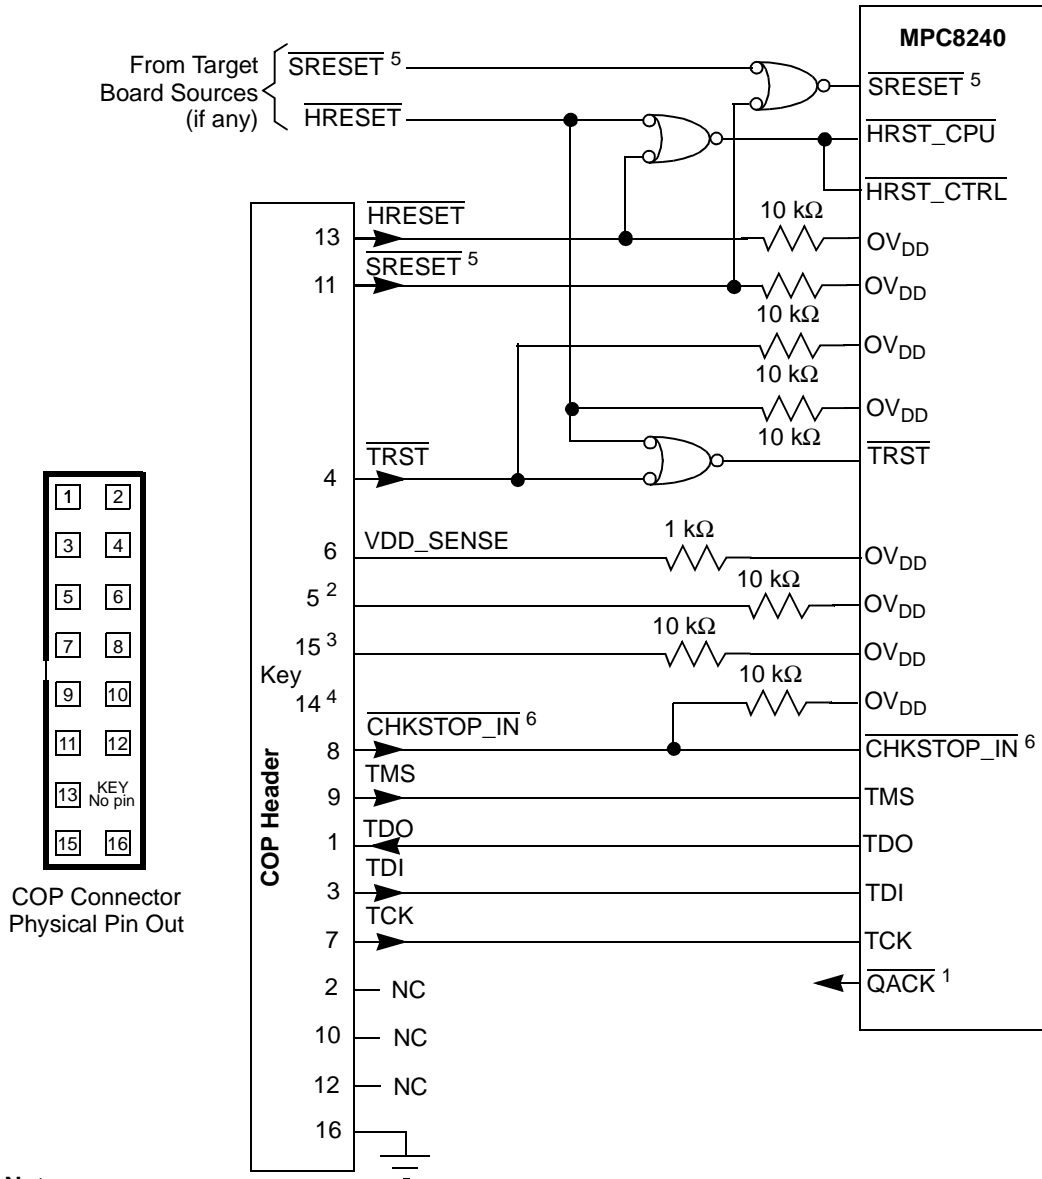 MPC8240
From Target
Board Sources
(if any)
SRESET 5
SRESET 5
HRESET
HRST_CPU
HRST_CTRL
HRESET
13
10 kΩ
OVDD
SRESET 5
11
10 kΩ
OVDD
10 kΩ
OVDD
10 kΩ
OVDD
TRST
4
TRST
6
VDD_SENSE
1 kΩ
OVDD
5 2
10 kΩ
OVDD
15 3
10 kΩ
OVDD
Key
14 4
10 kΩ
OVDD
CHKSTOP_IN 6
8
CHKSTOP_IN 6
TMS
9
TMS
TDO
1
TDO
TDI
3
TDI
TCK
7
TCK
QACK 1
2
NC
10
NC
12
NC
16
COP Header
1 2
3 4
5 6
7 8
9 10
11 12
13 KEY
No pin
15 16
COP Connector
Physical Pin Out